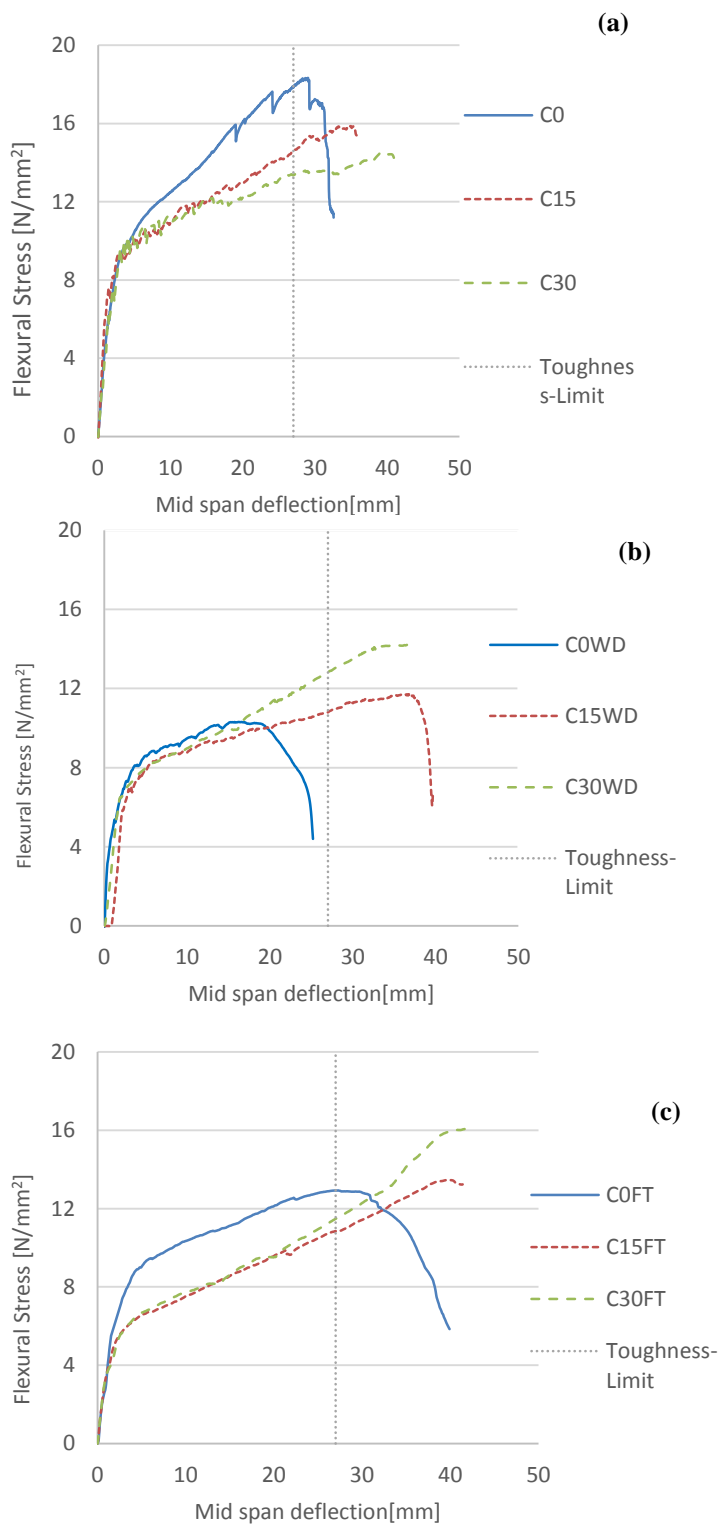 (a)
20
16
12
8
4
0
Flexural Stress [N/mm²]
0 10 20 30 40 50
Mid span deflection[mm]
C0
C15
C30
Toughnes
s-Limit
(b)
20
16
12
8
4
0
Flexural Stress [N/mm²]
0 10 20 30 40 50
Mid span deflection[mm]
C0WD
C15WD
C30WD
Toughness-
Limit
(c)
20
16
12
8
4
0
Flexural Stress [N/mm²]
0 10 20 30 40 50
Mid span deflection[mm]
C0FT
C15FT
C30FT
Toughness-
Limit